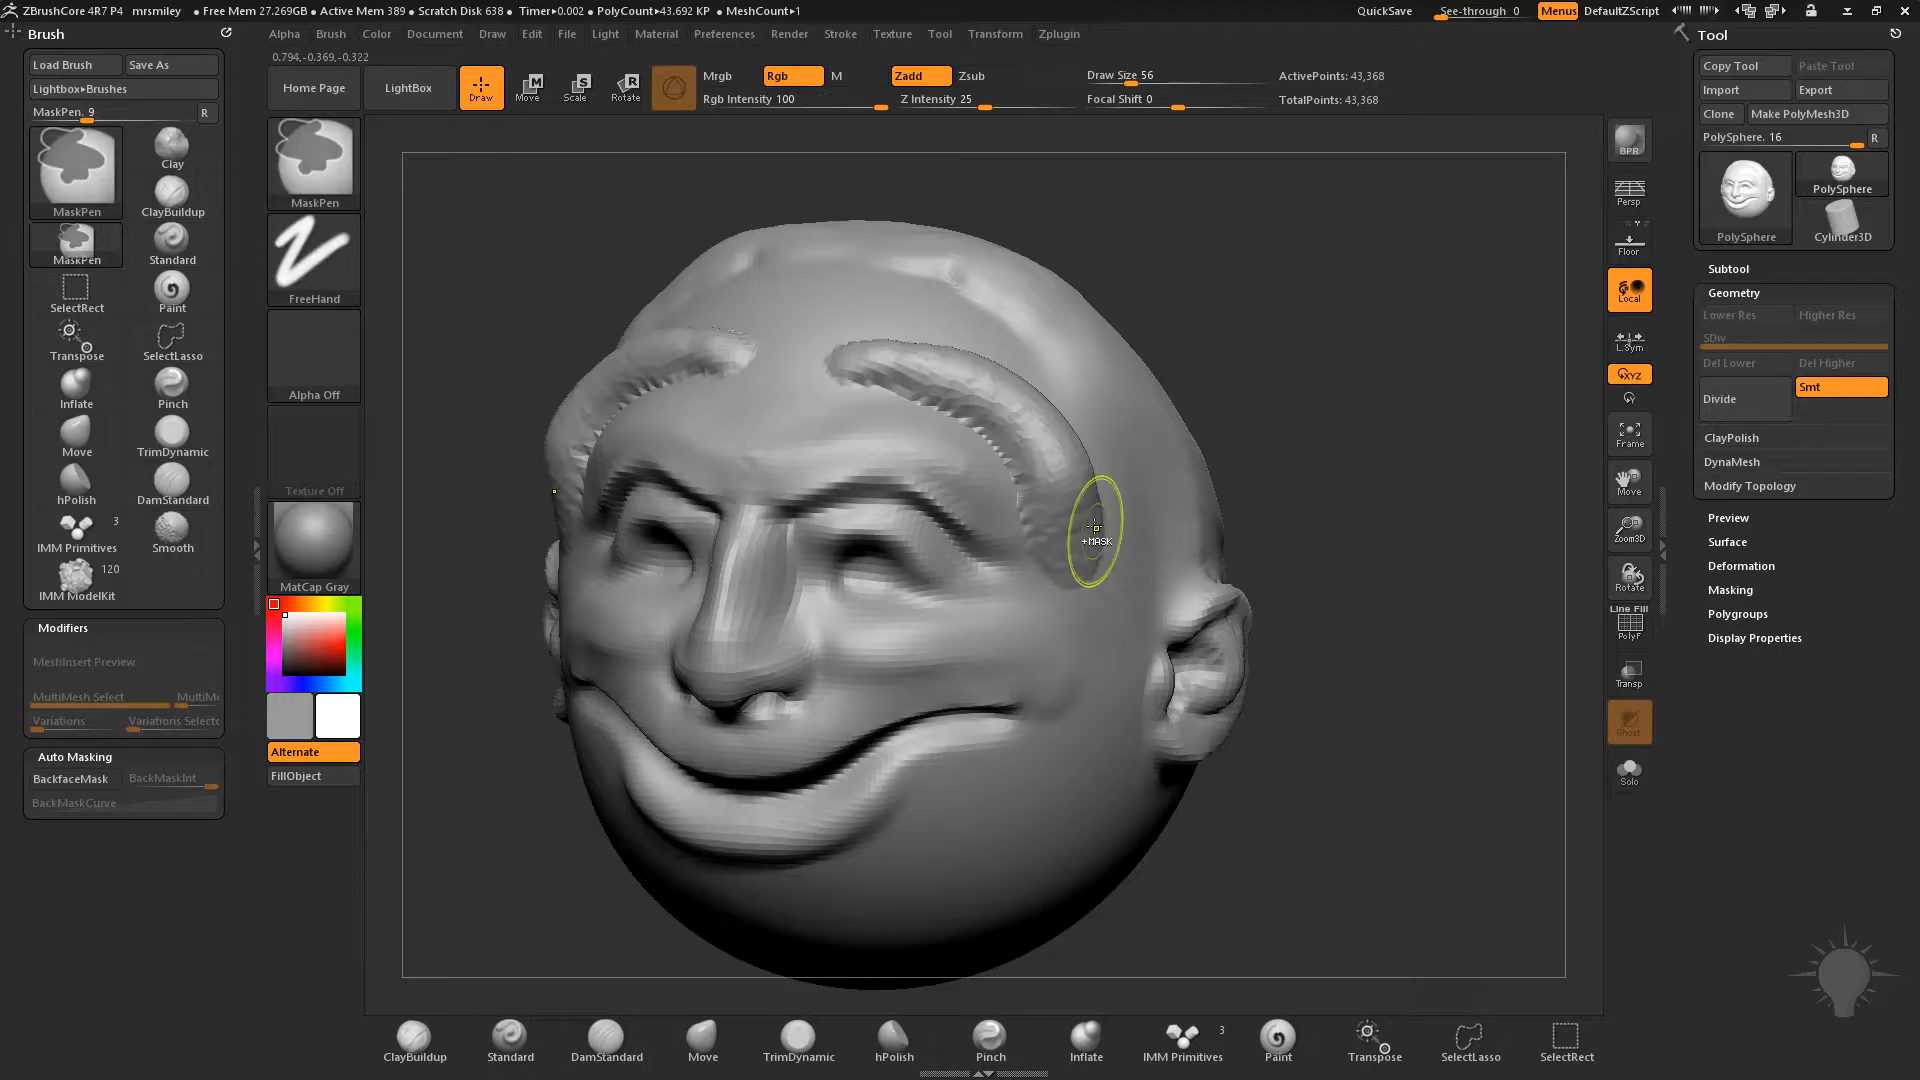 ZBrushCore 4R7 P4 mrsmiley ● Free Mem 27.269GB ● Active Mem 389 ● Scratch Disk 638 ● Timer▸0.002 ● PolyCount▸43.692 KP ● MeshCount▸1 QuickSave See-through 0 Menus DefaultZScript
Brush
Alpha Brush Color Document Draw Edit File Light Macro Material Preferences Render Stroke Texture Tool Transform Zplugin
Tool
0.794,-0.369,-0.322
Load Brush Save As
Lightbox▸Brushes
MaskPen. 9 R
MaskPen
Clay
ClayBuildup
MaskPen
Standard
SelectRect
Paint
Transpose
SelectLasso
Inflate
Pinch
Move
TrimDynamic
hPolish
DamStandard
3
IMM Primitives
Smooth
120
IMM ModelKit
Modifiers
MeshInsert Preview
MultiMesh Select MultiMe
Variations Variations Selecto
Auto Masking
BackfaceMask BackMaskInt
BackMaskCurve
Home Page
LightBox
Draw
M
Move
M
Scale
R
Rotate
Mrgb Rgb M
Rgb Intensity 100
Zadd Zsub
Z Intensity 25
Draw Size 56
Focal Shift 0
ActivePoints: 43,368
TotalPoints: 43,368
MaskPen
FreeHand
Alpha Off
Texture Off
MatCap Gray
Alternate
FillObject
+MASK
BPR
Persp
Floor
Local
L.Sym
XYZ
Y
Frame
Move
Zoom3D
Rotate
Line Fill
PolyF
Transp
Ghost
Solo
Copy Tool Paste Tool
Import Export
Clone Make PolyMesh3D
PolySphere. 16 R
PolySphere
PolySphere
Cylinder3D
Subtool
Geometry
Lower Res Higher Res
SDiv
Del Lower Del Higher
Divide
Smt
ClayPolish
DynaMesh
Modify Topology
Preview
Surface
Deformation
Masking
Polygroups
Display Properties
ClayBuildup Standard DamStandard Move TrimDynamic hPolish Pinch Inflate IMM Primitives 3 Paint Transpose SelectLasso SelectRect